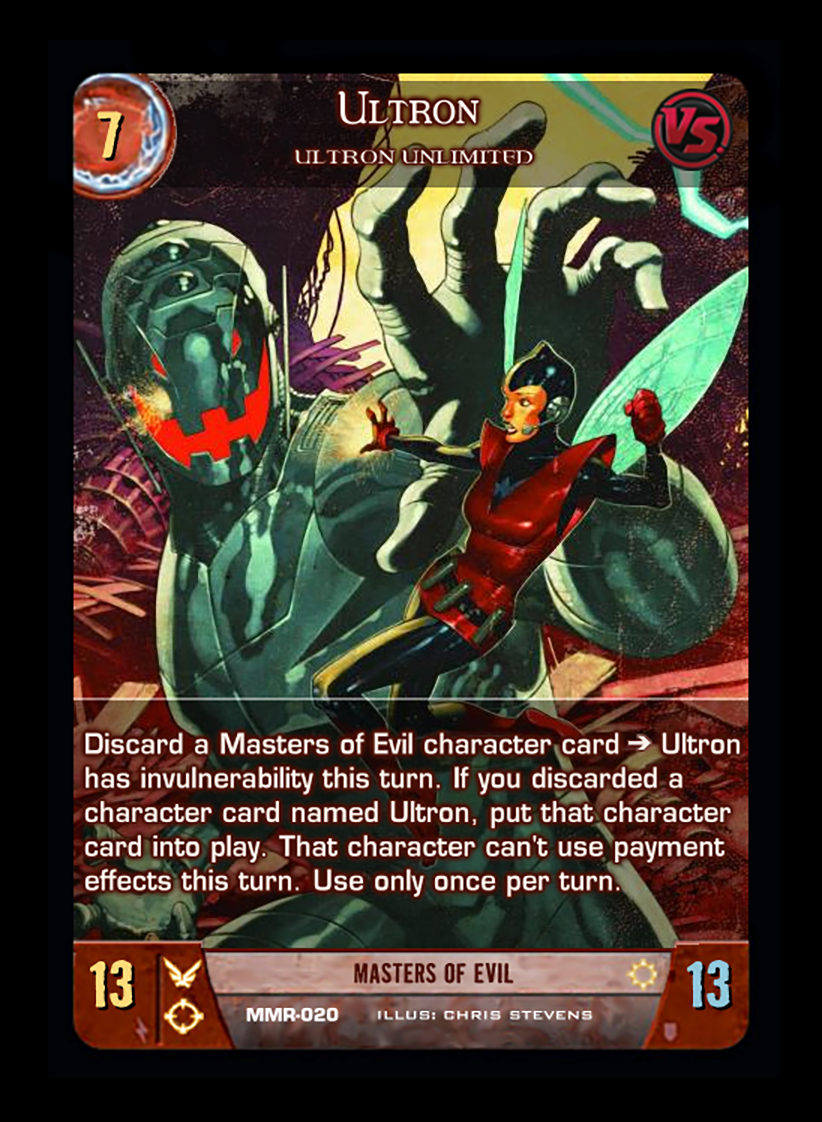 7
Ultron
VS.
Ultron Unlimited
Discard a Masters of Evil character card ➔ Ultron
has invulnerability this turn. If you discarded a
character card named Ultron, put that character
card into play. That character can't use payment
effects this turn. Use only once per turn.
13
MASTERS OF EVIL
13
MMR-020 ILLUS: CHRIS STEVENS